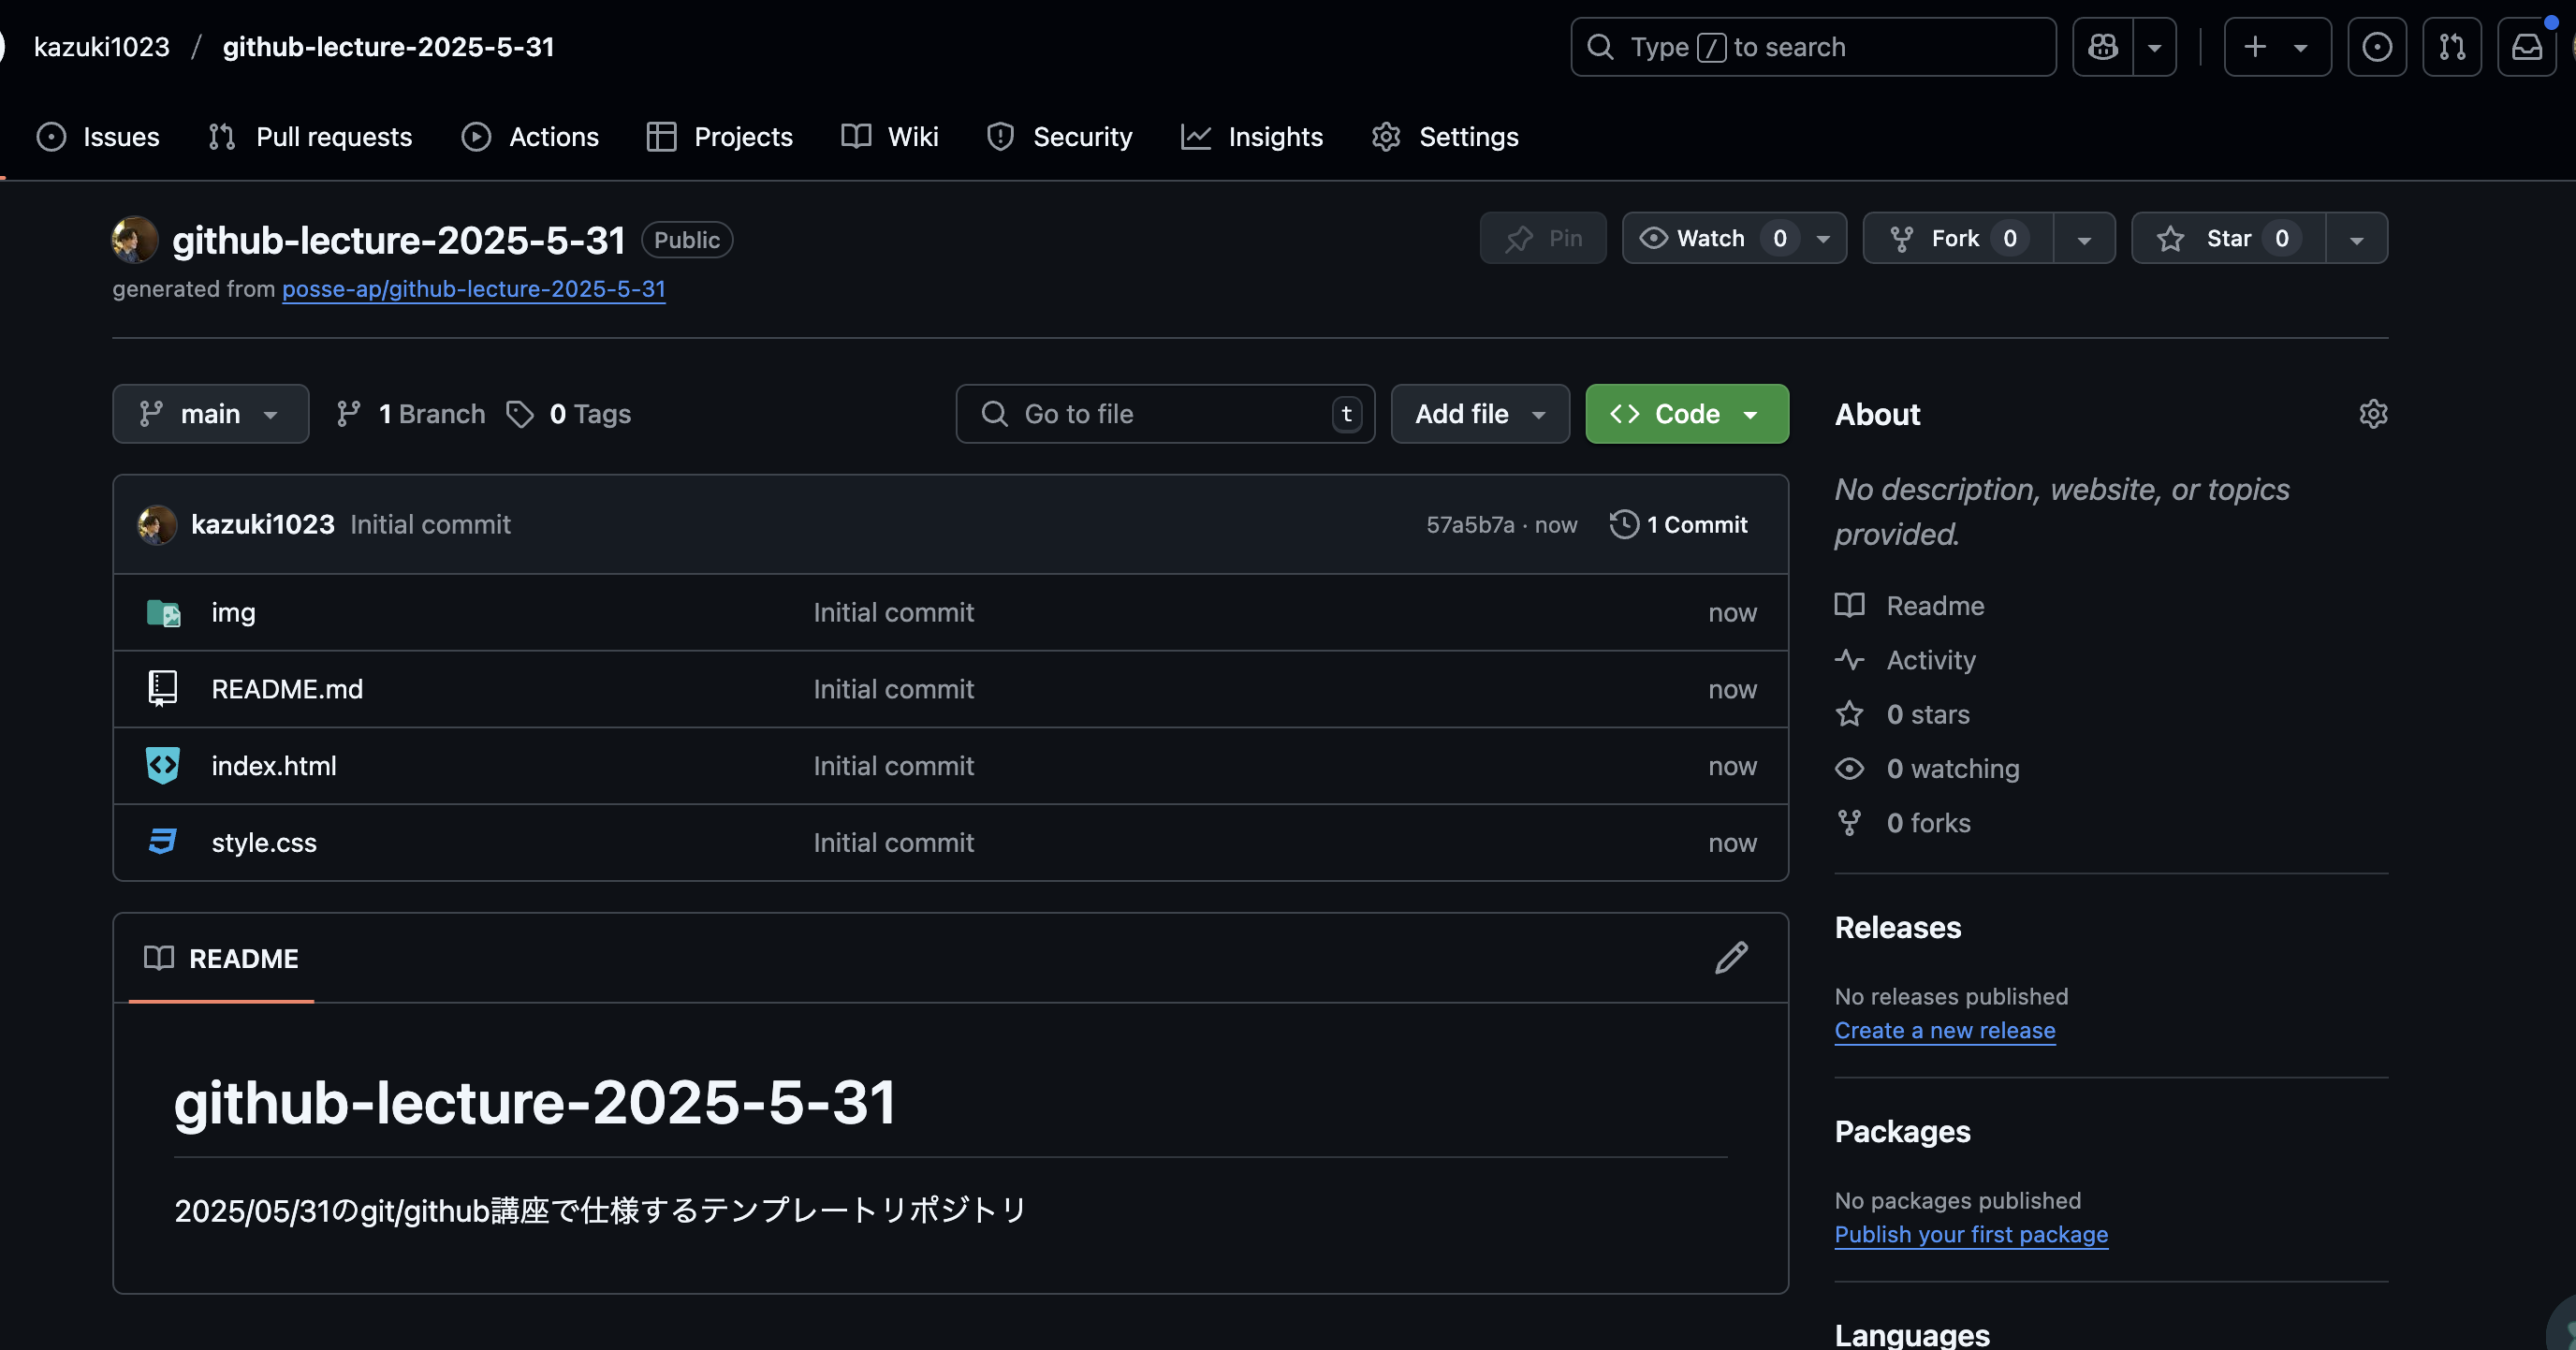 kazuki1023 / github-lecture-2025-5-31
Type / to search
Issues Pull requests Actions Projects Wiki Security Insights Settings
github-lecture-2025-5-31 Public
Pin Watch 0 Fork 0 Star 0
generated from posse-ap/github-lecture-2025-5-31
main 1 Branch 0 Tags
Go to file t Add file Code
kazuki1023 Initial commit 57a5b7a · now 1 Commit
img Initial commit now
README.md Initial commit now
index.html Initial commit now
style.css Initial commit now
README
github-lecture-2025-5-31
2025/05/31のgit/github講座で仕様するテンプレートリポジトリ
About
No description, website, or topics
provided.
Readme
Activity
0 stars
0 watching
0 forks
Releases
No releases published
Create a new release
Packages
No packages published
Publish your first package
Languages